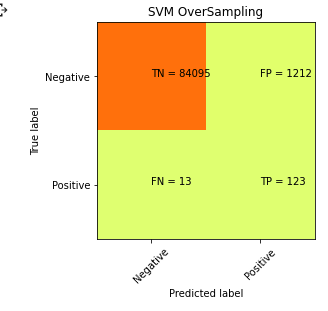 SVM OverSampling
Negative
TN = 84095
FP = 1212
True label
Positive
FN = 13
TP = 123
Negative
Positive
Predicted label